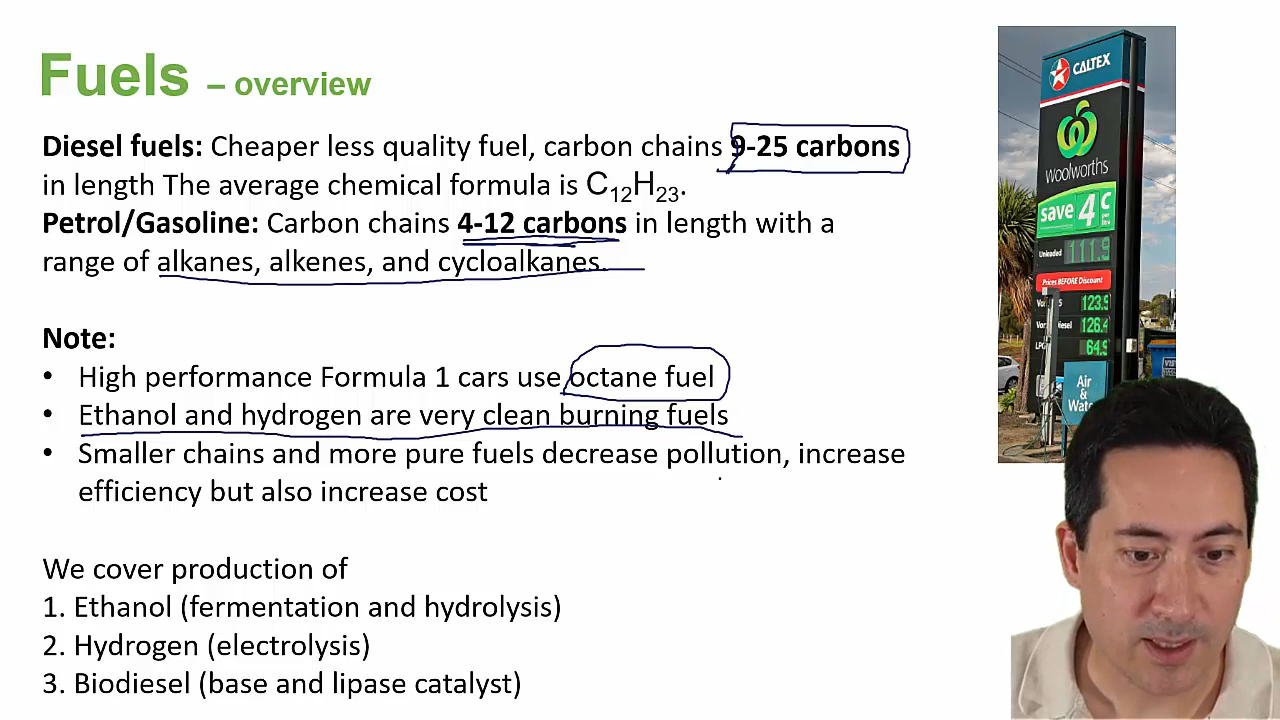 Fuels – overview
Diesel fuels: Cheaper less quality fuel, carbon chains 9-25 carbons
in length The average chemical formula is C₁₂H₂₃.
Petrol/Gasoline: Carbon chains 4-12 carbons in length with a
range of alkanes, alkenes, and cycloalkanes.
Note:
• High performance Formula 1 cars use octane fuel
• Ethanol and hydrogen are very clean burning fuels
• Smaller chains and more pure fuels decrease pollution, increase
efficiency but also increase cost
We cover production of
1. Ethanol (fermentation and hydrolysis)
2. Hydrogen (electrolysis)
3. Biodiesel (base and lipase catalyst)
CALTEX
woolworths
save 4c
Unleaded 111.9
Prices BEFORE Discount
123.9
126.4
64.9
Air
&